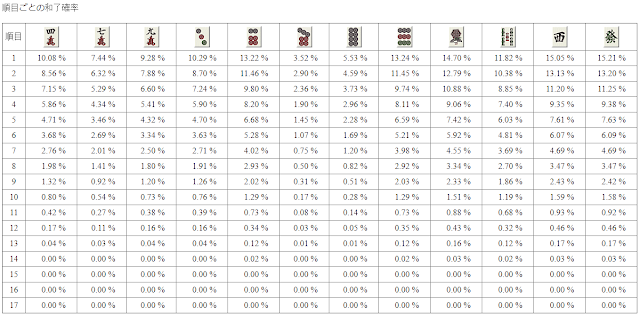 順目ごとの和了確率
順目 四萬 七萬 九萬 西 發
1 10.08 % 7.44 % 9.28 % 10.29 % 13.22 % 3.52 % 5.53 % 13.24 % 14.70 % 11.82 % 15.05 % 15.21 %
2 8.56 % 6.32 % 7.88 % 8.70 % 11.46 % 2.90 % 4.59 % 11.45 % 12.79 % 10.38 % 13.13 % 13.20 %
3 7.15 % 5.29 % 6.60 % 7.24 % 9.80 % 2.36 % 3.73 % 9.74 % 10.88 % 8.85 % 11.20 % 11.25 %
4 5.86 % 4.34 % 5.41 % 5.90 % 8.20 % 1.90 % 2.96 % 8.11 % 9.06 % 7.40 % 9.35 % 9.38 %
5 4.71 % 3.46 % 4.32 % 4.70 % 6.68 % 1.45 % 2.28 % 6.59 % 7.42 % 6.03 % 7.61 % 7.63 %
6 3.68 % 2.69 % 3.34 % 3.63 % 5.28 % 1.07 % 1.69 % 5.21 % 5.92 % 4.81 % 6.07 % 6.09 %
7 2.76 % 2.01 % 2.50 % 2.71 % 4.02 % 0.75 % 1.20 % 3.98 % 4.55 % 3.69 % 4.69 % 4.69 %
8 1.98 % 1.41 % 1.80 % 1.91 % 2.93 % 0.50 % 0.82 % 2.92 % 3.34 % 2.70 % 3.47 % 3.47 %
9 1.32 % 0.92 % 1.20 % 1.26 % 2.02 % 0.31 % 0.51 % 2.03 % 2.33 % 1.86 % 2.43 % 2.42 %
10 0.80 % 0.54 % 0.73 % 0.76 % 1.29 % 0.17 % 0.28 % 1.29 % 1.51 % 1.19 % 1.59 % 1.58 %
11 0.42 % 0.27 % 0.38 % 0.39 % 0.73 % 0.08 % 0.14 % 0.73 % 0.88 % 0.68 % 0.93 % 0.92 %
12 0.17 % 0.11 % 0.16 % 0.16 % 0.34 % 0.03 % 0.05 % 0.35 % 0.43 % 0.32 % 0.46 % 0.46 %
13 0.04 % 0.03 % 0.04 % 0.04 % 0.12 % 0.01 % 0.01 % 0.12 % 0.16 % 0.12 % 0.17 % 0.17 %
14 0.00 % 0.00 % 0.00 % 0.00 % 0.02 % 0.00 % 0.00 % 0.02 % 0.03 % 0.02 % 0.03 % 0.03 %
15 0.00 % 0.00 % 0.00 % 0.00 % 0.00 % 0.00 % 0.00 % 0.00 % 0.00 % 0.00 % 0.00 % 0.00 %
16 0.00 % 0.00 % 0.00 % 0.00 % 0.00 % 0.00 % 0.00 % 0.00 % 0.00 % 0.00 % 0.00 % 0.00 %
17 0.00 % 0.00 % 0.00 % 0.00 % 0.00 % 0.00 % 0.00 % 0.00 % 0.00 % 0.00 % 0.00 % 0.00 %